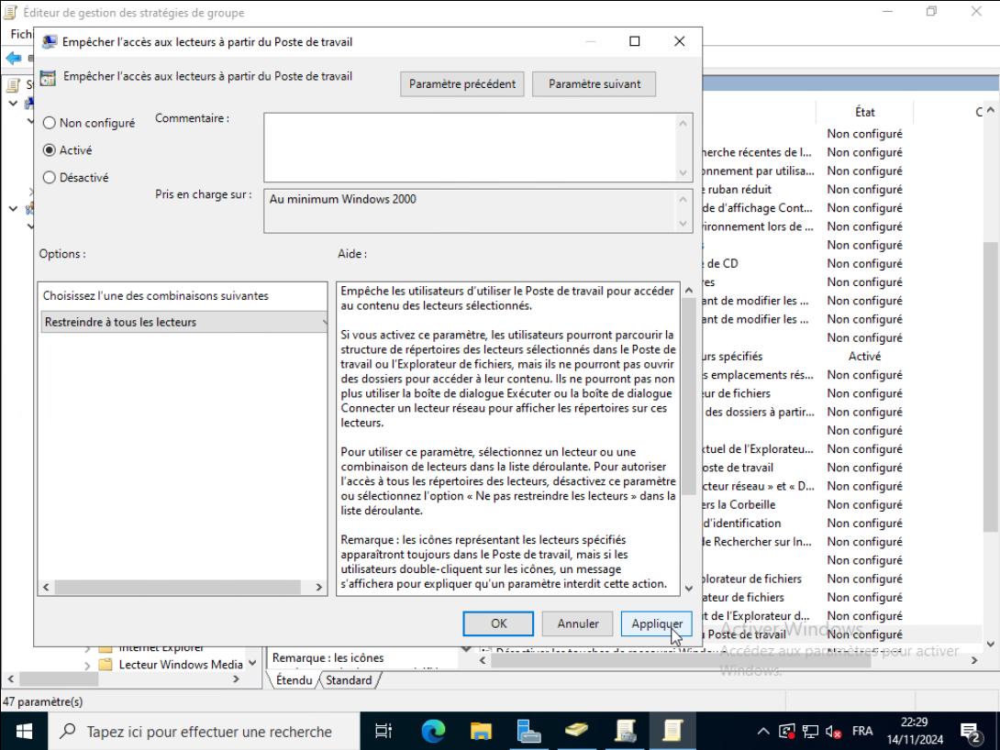 Éditeur de gestion des stratégies de groupe
Fichi
Empêcher l'accès aux lecteurs à partir du Poste de travail
Empêcher l'accès aux lecteurs à partir du Poste de travail
Paramètre précédent
Paramètre suivant
Non configuré
Activé
Désactivé
Commentaire :
Pris en charge sur :
Au minimum Windows 2000
Options :
Aide :
Choisissez l'une des combinaisons suivantes
Restreindre à tous les lecteurs
Empêche les utilisateurs d'utiliser le Poste de travail pour accéder
au contenu des lecteurs sélectionnés.
Si vous activez ce paramètre, les utilisateurs pourront parcourir la
structure de répertoires des lecteurs sélectionnés dans le Poste de
travail ou l'Explorateur de fichiers, mais ils ne pourront pas ouvrir
des dossiers pour accéder à leur contenu. Ils ne pourront pas non
plus utiliser la boîte de dialogue Exécuter ou la boîte de dialogue
Connecter un lecteur réseau pour afficher les répertoires sur ces
lecteurs.
Pour utiliser ce paramètre, sélectionnez un lecteur ou une
combinaison de lecteurs dans la liste déroulante. Pour autoriser
l'accès à tous les répertoires des lecteurs, désactivez ce paramètre
ou sélectionnez l'option « Ne pas restreindre les lecteurs » dans la
liste déroulante.
Remarque : les icônes représentant les lecteurs spécifiés
apparaîtront toujours dans le Poste de travail, mais si les
utilisateurs double-cliquent sur les icônes, un message
s'affichera pour expliquer qu'un paramètre interdit cette action.
OK
Annuler
Appliquer
État
C
Non configuré
herche récentes de l... Non configuré
onnement par utilisa... Non configuré
e ruban réduit Non configuré
de d'affichage Cont... Non configuré
vironnement lors de ... Non configuré
s Non configuré
de CD Non configuré
res Non configuré
ant de modifier les ... Non configuré
ant de modifier les ... Non configuré
Non configuré
urs spécifiés Activé
s emplacements rés... Non configuré
eur de fichiers Non configuré
des dossiers à partir... Non configuré
Non configuré
xtuel de l'Explorateu... Non configuré
oste de travail Non configuré
cteur réseau » et « D... Non configuré
ers la Corbeille Non configuré
d'identification Non configuré
de Rechercher sur In... Non configuré
Non configuré
plorateur de fichiers Non configuré
ateur de fichiers Non configuré
t de l'Explorateur d... Non configuré
u Poste de travail Non configuré
Désactiver les touches de raccourci Windows
Activer Windows
Accédez aux paramètres pour activer
Windows.
Internet Explorer
Lecteur Windows Media
Remarque : les icônes
Étendu
Standard
47 paramètre(s)
Tapez ici pour effectuer une recherche
FRA
22:29
14/11/2024
2